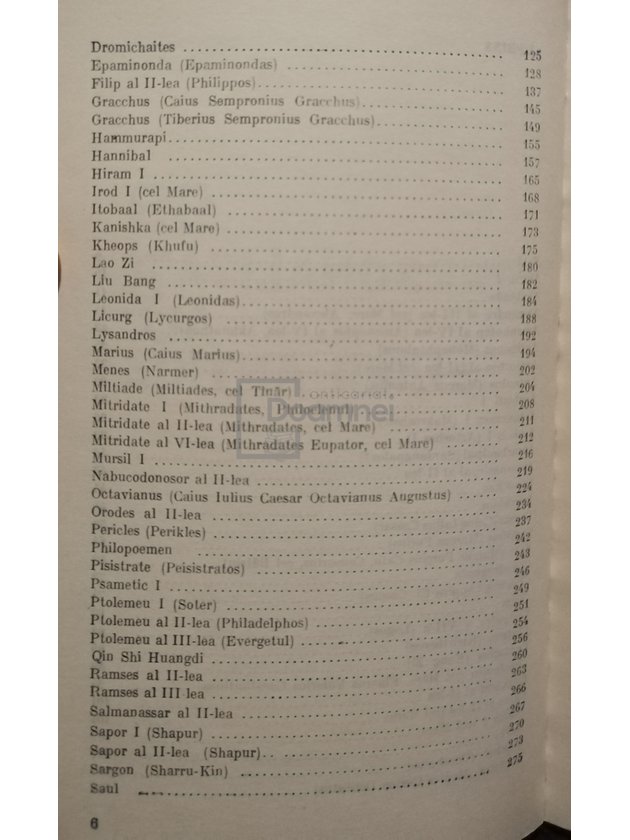 Dromichaites .......... 125
Epaminonda (Epaminondas) .......... 128
Filip al II-lea (Philippos) .......... 137
Gracchus (Caius Sempronius Gracchus) .......... 145
Gracchus (Tiberius Sempronius Gracchus) .......... 149
Hammurapi .......... 155
Hannibal .......... 157
Hiram I .......... 165
Irod I (cel Mare) .......... 168
Itobaal (Ethabaal) .......... 171
Kanishka (cel Mare) .......... 173
Kheops (Khufu) .......... 175
Lao Zi .......... 180
Liu Bang .......... 182
Leonida I (Leonidas) .......... 184
Licurg (Lycurgos) .......... 188
Lysandros .......... 192
Marius (Caius Marius) .......... 194
Menes (Narmer) .......... 202
Miltiade (Miltiades, cel Tînăr) .......... 204
Mitridate I (Mithradates, Philoelenul) .......... 208
Mitridate al II-lea (Mithradates, cel Mare) .......... 211
Mitridate al VI-lea (Mithradates Eupator, cel Mare) .......... 212
Mursil I .......... 216
Nabucodonosor al II-lea .......... 219
Octavianus (Caius Iulius Caesar Octavianus Augustus) .......... 224
Orodes al II-lea .......... 234
Pericles (Perikles) .......... 237
Philopoemen .......... 242
Pisistrate (Peisistratos) .......... 243
Psametic I .......... 246
Ptolemeu I (Soter) .......... 249
Ptolemeu al II-lea (Philadelphos) .......... 251
Ptolemeu al III-lea (Evergetul) .......... 254
Qin Shi Huangdi .......... 256
Ramses al II-lea .......... 260
Ramses al III-lea .......... 263
Salmanassar al II-lea .......... 266
Sapor I (Shapur) .......... 267
Sapor al II-lea (Shapur) .......... 270
Sargon (Sharru-Kin) .......... 273
Saul .......... 275
6